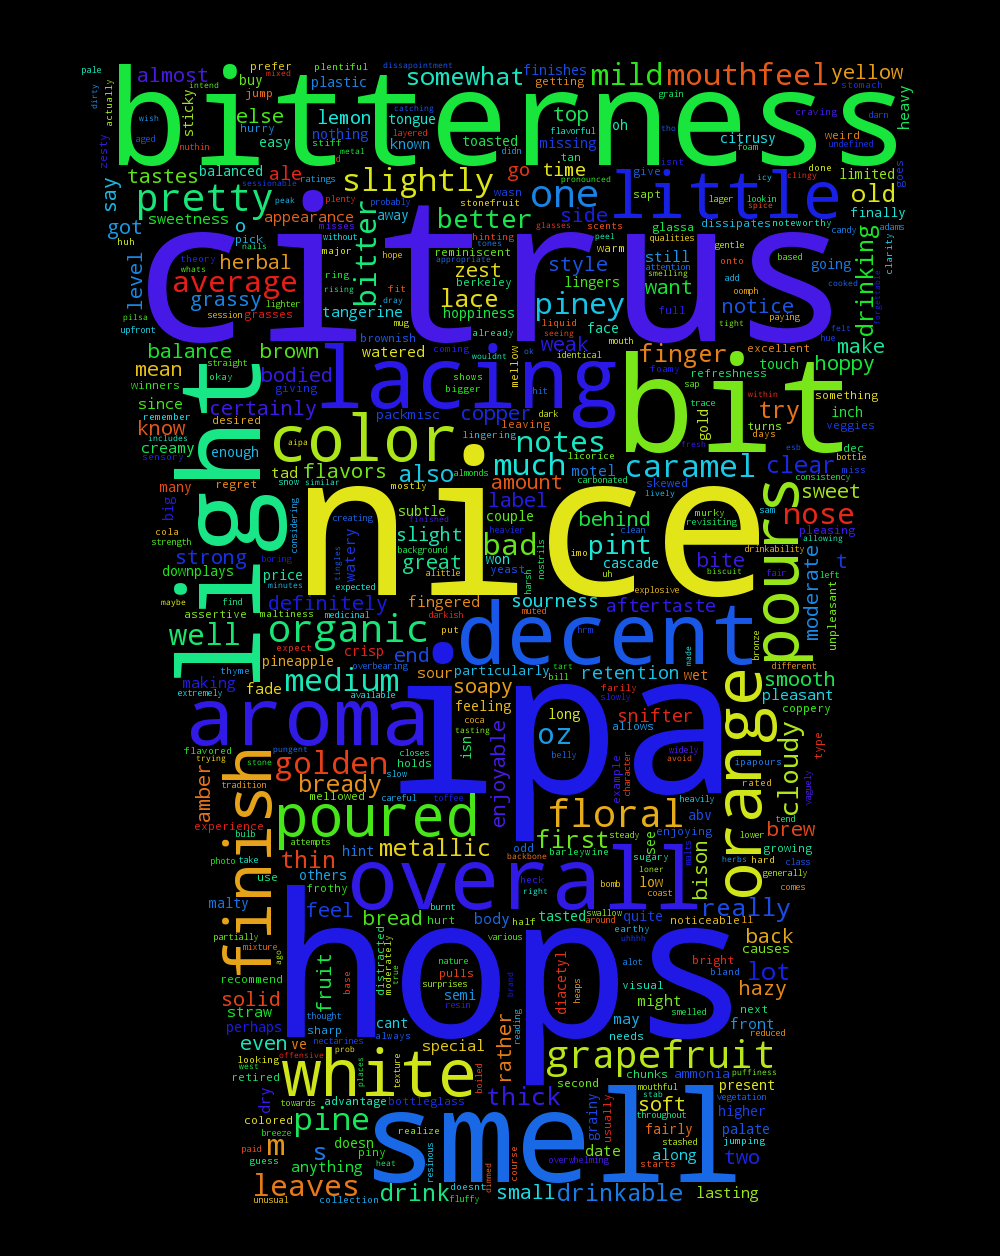 pale
prefer
mixed
plentiful
dissapointment
finishes
getting
grain
mild
mouthfeel
yellow
stomach
dirty
actually
almost
intend
buy
plastic
somewhat
bitterness
jump
else
lemon
tongue
top
oh
craving
darn
heavy
sticky
wish
hurry
catching
layered
known
flavorful
tho
zesty
aged
nuthin
easy
nothing
stiff
metal
toasted
missing
foam
citrusy
weird
undefined
tastes
balanced
ale
ratings
didn
tan
isnt
done
clingy
limited
goes
say
pretty
sessionable
peak
plenty
slightly
wasn
pronounced
go
time
one
give
sapt
little
lager
lookin
icy
spice
old
sweetness
appearance
probably
stonefruit
scents
finally
got
o
misses
bitter
away
better
hinting
glasses
peel
side
glassa
dissipates
noteworthy
candy
adams
huh
pick
nails
without
major
hope
tones
reminiscent
warm
style
still
qualities
gentle
based
going
drinking
clarity
level
theory
whats
herbal
citrus
ring
appropriate
zest
berkeley
lingers
attention
smelling
want
onto
add
cooked
average
rising
fit
lace
piney
notice
oomph
forgettable
pilsa
grassy
session
lighter
grasses
tangerine
dray
mug
hoppiness
liquid
face
full
tight
paying
hue
felt
upfront
brownish
already
seeing
mouth
make
balance
brown
watered
coming
mellow
wouldnt
ok
identical
weak
foamy
finger
excellent
hoppy
mean
winners
straight
okay
bodied
giving
lacing
shows
bigger
hit
bit
touch
refreshness
sap
something
since
desired
certainly
packmisc
copper
dark
trace
within
try
inch
know
remember
includes
aipa
color
leaving
lingering
notes
gold
turns
days
veggies
creamy
sensory
enough
fresh
esb
dec
bottle
regret
tad
flavors
also
almonds
licorice
much
carbonated
motel
caramel
skewed
clear
miss
consistency
many
light
snow
similar
mostly
amount
lively
sweet
big
cola
strength
considering
nice
creating
subtle
finished
label
couple
heavier
behind
clean
murky
sam
revisiting
nose
pleasing
allowing
strong
boring
tingles
watery
slight
background
bad
won
nostrils
cascade
imo
pint
drinkability
pours
moderate
t
downplays
price
minutes
expected
great
alittle
yeast
harsh
uh
bite
biscuit
fair
left
maybe
find
definitely
fingered
sourness
explosive
aftertaste
unpleasant
assertive
maltiness
medicinal
darkish
put
muted
decent
hrm
well
organic
expect
crisp
bronze
different
thyme
pineapple
sour
end
overbearing
particularly
tart
bill
retention
made
wet
smooth
making
extremely
fade
medium
available
soapy
farily
slowly
pleasant
aroma
feeling
coca
tasting
long
snifter
orange
coppery
flavored
trying
pungent
ipa
isn
oz
allows
cloudy
type
closes
holds
enjoyable
belly
widely
avoid
ipapours
stone
tradition
golden
slow
example
character
rated
vaguely
amber
finish
bready
mellowed
careful
toffee
heavily
tend
poured
floral
abv
lower
experience
bulb
attempts
first
steady
see
enjoying
brew
photo
take
thin
hint
metallic
odd
backbone
barleywine
sugary
malts
herbs
hard
class
growing
use
others
heck
right
loner
low
bison
generally
malty
frothy
overall
bomb
coast
comes
feel
bread
burnt
hurt
body
half
tasted
swallow
around
quite
noticeable
ll
really
partially
mixture
ago
various
earthy
uhhhh
back
causes
recommend
fruit
base
distracted
moderately
true
nature
pulls
surprises
semi
resin
brand
diacetyl
heaps
alot
visual
bright
bland
lot
solid
straw
thought
hops
might
smelled
hazy
perhaps
nectarines
sharp
cant
always
reading
may
needs
front
next
reduced
even
ve
offensive
prob
special
rather
grapefruit
looking
west
retired
white
places
texture
boiled
second
chunks
ammonia
puffiness
dry
towards
advantage
bottleglass
thick
mouthful
stab
present
vegetation
colored
breeze
pine
realize
smell
grainy
usually
soft
throughout
higher
paid
guess
m
s
doesn
piny
heat
resinous
dimmed
course
overwhelming
date
fairly
stashed
starts
along
palate
jumping
two
anything
leaves
unusual
collection
drink
doesnt
fluffy
small
drinkable
lasting